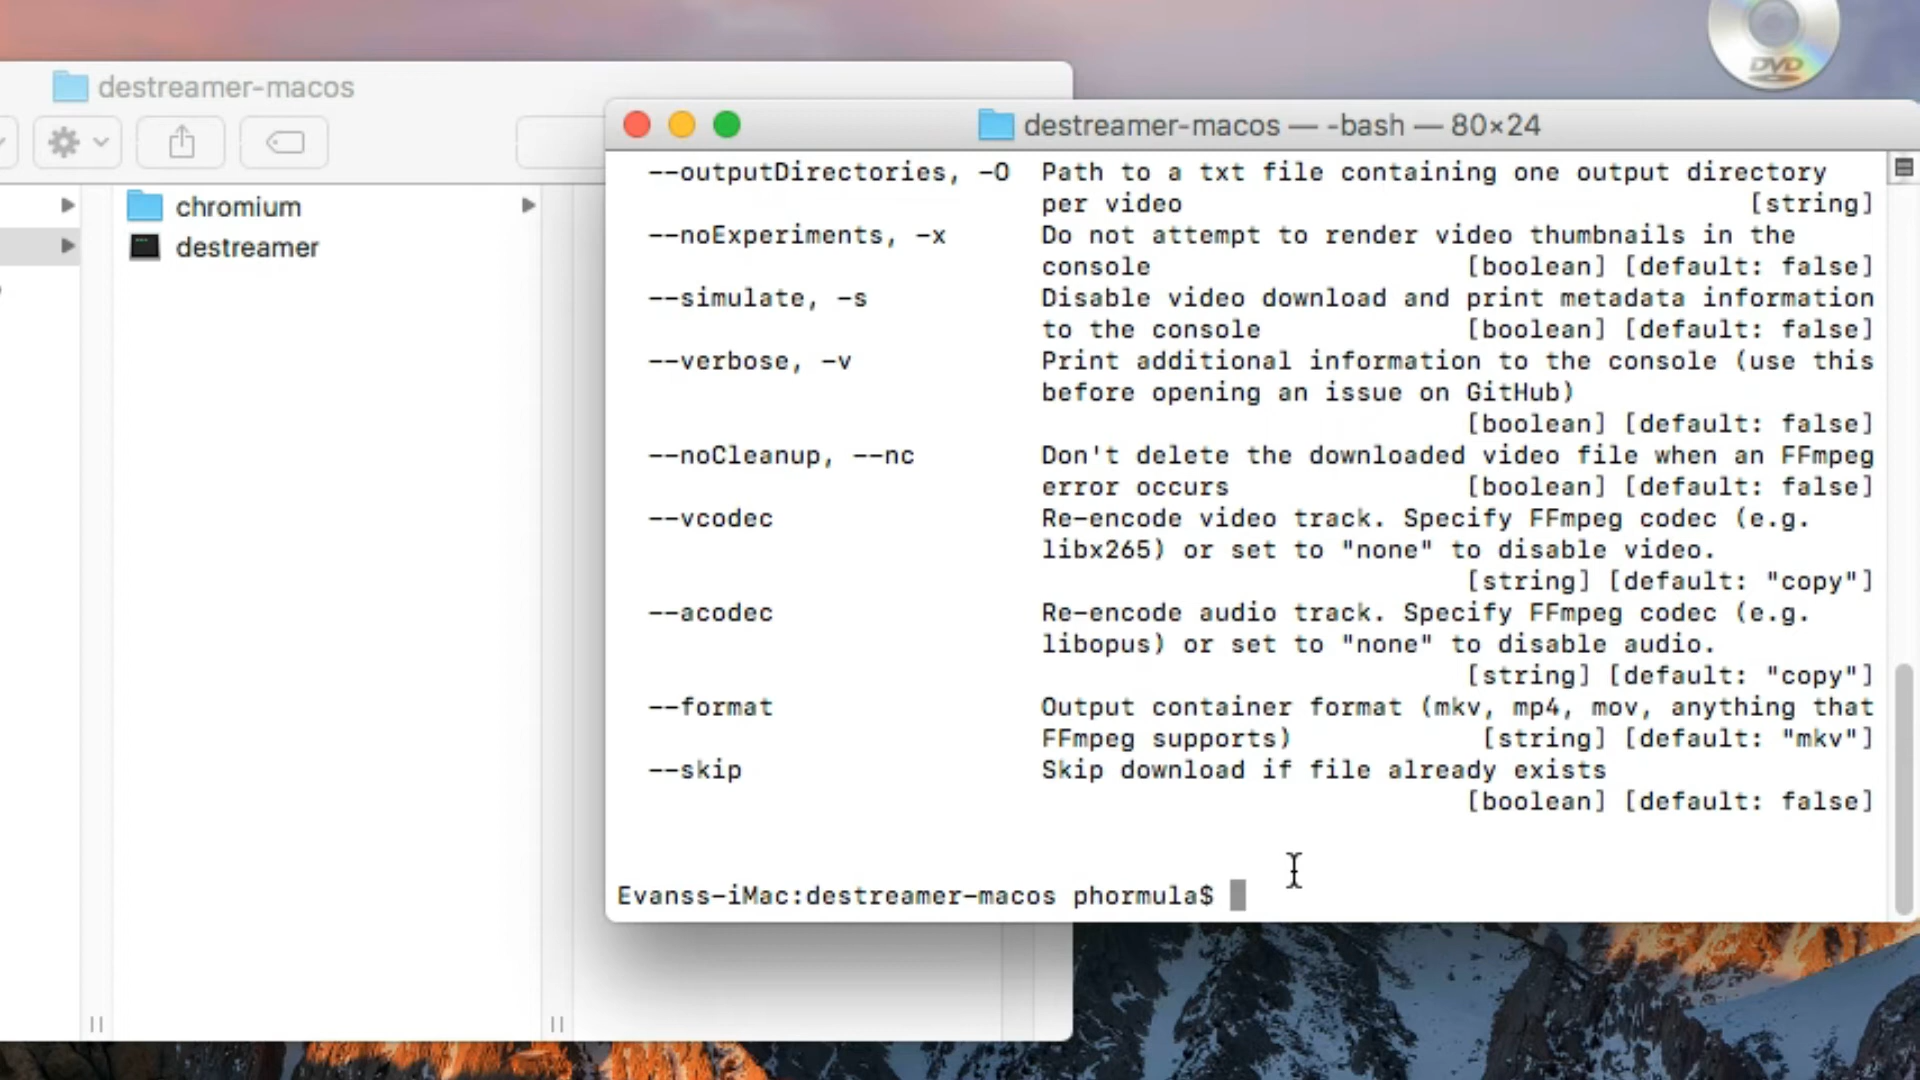 DVD
destreamer-macos
chromium
destreamer
destreamer-macos — -bash — 80×24
--outputDirectories, -O  Path to a txt file containing one output directory
per video [string]
--noExperiments, -x Do not attempt to render video thumbnails in the
console [boolean] [default: false]
--simulate, -s Disable video download and print metadata information
to the console [boolean] [default: false]
--verbose, -v Print additional information to the console (use this
before opening an issue on GitHub)
[boolean] [default: false]
--noCleanup, --nc Don't delete the downloaded video file when an FFmpeg
error occurs [boolean] [default: false]
--vcodec Re-encode video track. Specify FFmpeg codec (e.g.
libx265) or set to "none" to disable video.
[string] [default: "copy"]
--acodec Re-encode audio track. Specify FFmpeg codec (e.g.
libopus) or set to "none" to disable audio.
[string] [default: "copy"]
--format Output container format (mkv, mp4, mov, anything that
FFmpeg supports) [string] [default: "mkv"]
--skip Skip download if file already exists
[boolean] [default: false]
Evanss-iMac:destreamer-macos phormula$